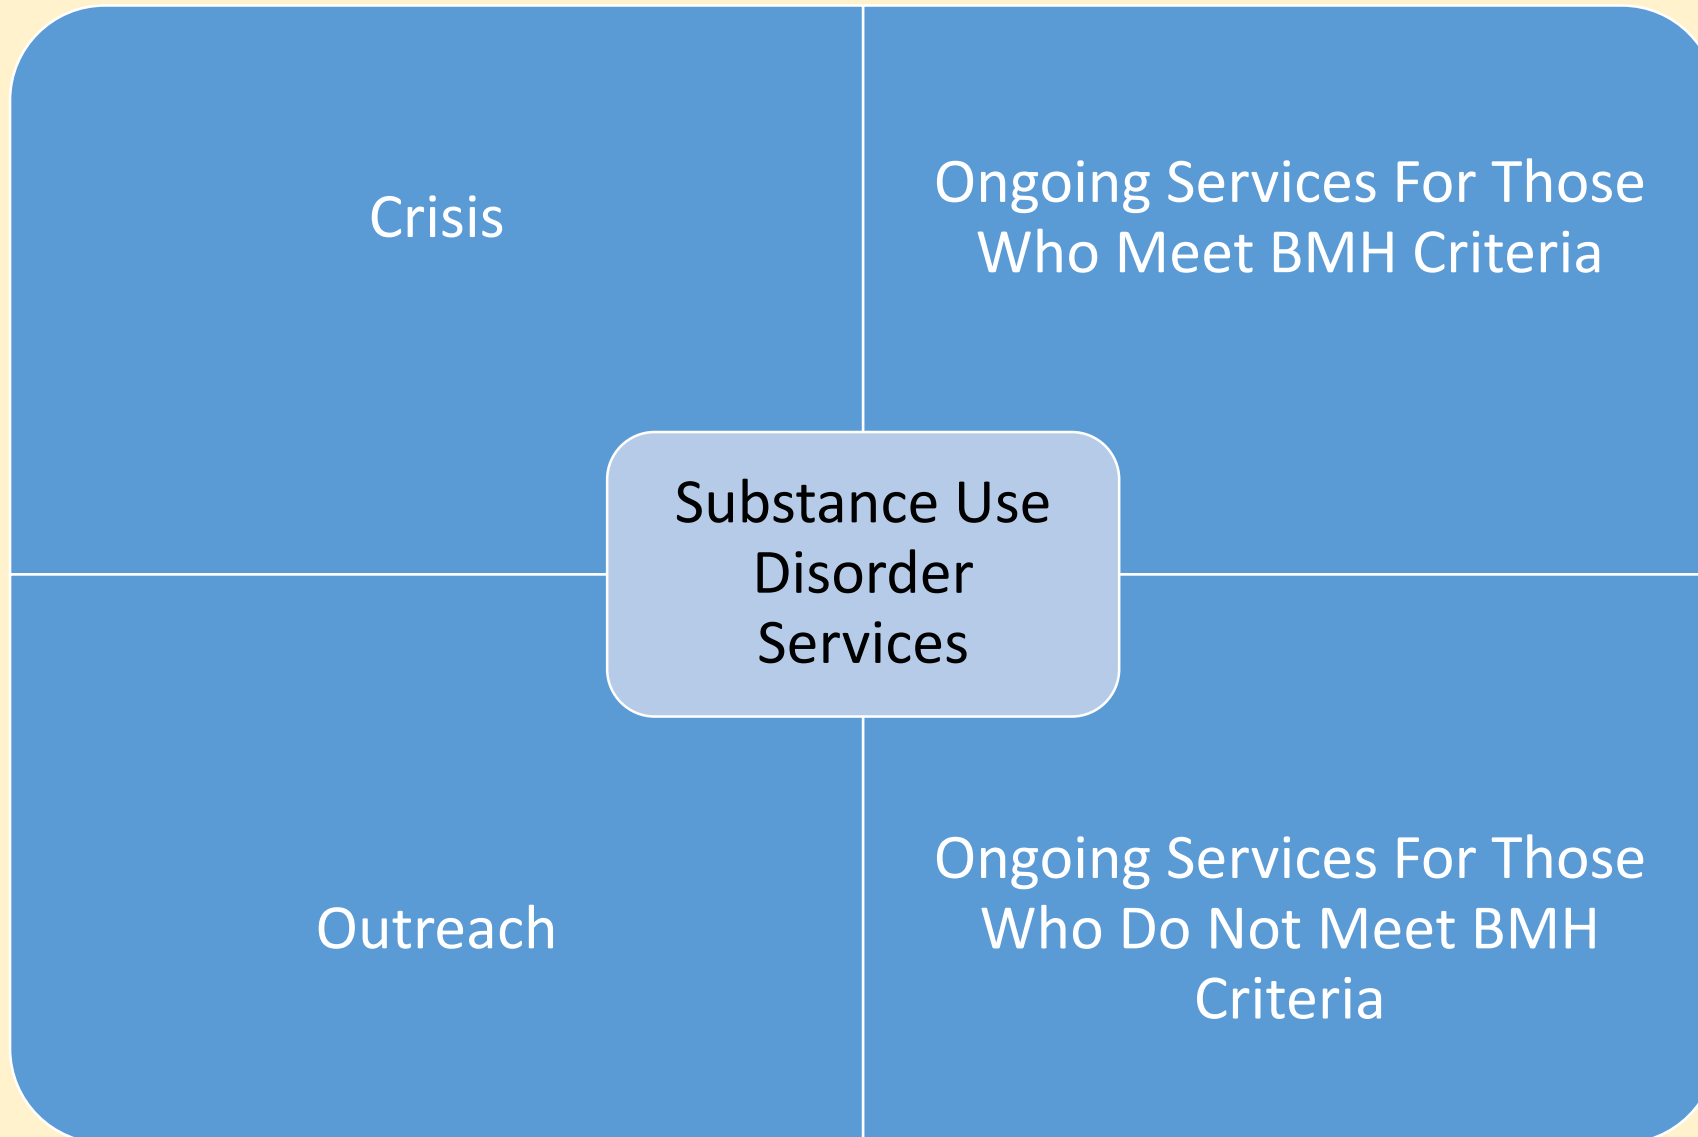 Crisis
Ongoing Services For Those
Who Meet BMH Criteria
Substance Use
Disorder
Services
Outreach
Ongoing Services For Those
Who Do Not Meet BMH
Criteria